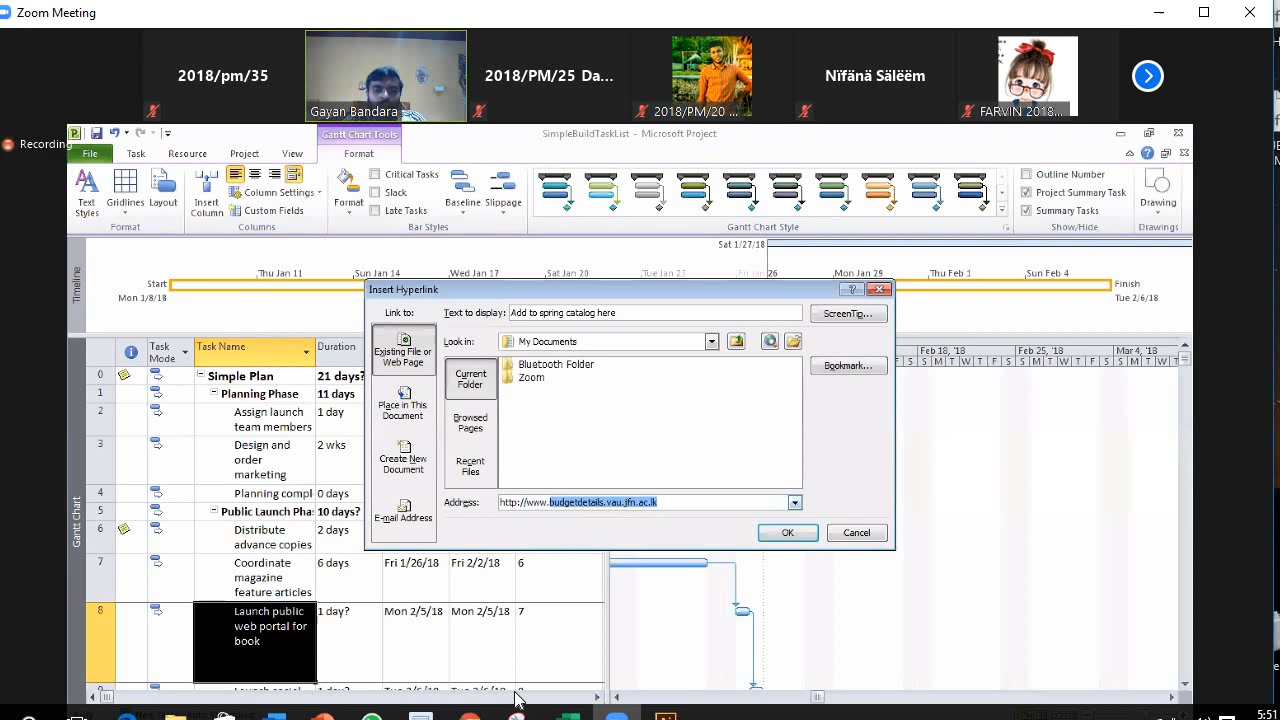 Zoom Meeting
2018/pm/35
Gayan Bandara
2018/PM/25 Da...
2018/PM/20 ...
Nïfänä Sälëëm
FARVIN 2018...
Recording
Gantt Chart Tools
SimpleBuildTaskList - Microsoft Project
File Task Resource Project View Format
Text Styles
Gridlines
Layout
Format
Insert Column
Column Settings
Custom Fields
Columns
Format
Critical Tasks
Slack
Late Tasks
Baseline
Slippage
Bar Styles
Gantt Chart Style
Outline Number
Project Summary Task
Summary Tasks
Show/Hide
Drawing
Drawings
Timeline
Sat 1/27/18
Thu Jan 11 Sun Jan 14 Wed Jan 17 Sat Jan 20 Tue Jan 23 Fri Jan 26 Mon Jan 29 Thu Feb 1 Sun Feb 4
Start
Mon 1/8/18
Finish
Tue 2/6/18
Insert Hyperlink
Link to:
Text to display: Add to spring catalog here
ScreenTip...
Existing File or Web Page
Look in: My Documents
Current Folder
Bluetooth Folder
Zoom
Bookmark...
Place in This Document
Browsed Pages
Create New Document
Recent Files
E-mail Address
Address: http://www.budgetdetails.vau.jfn.ac.lk
OK Cancel
Gantt Chart
Task Mode
Task Name
Duration
Feb 18, '18 Feb 25, '18 Mar 4, '18
M T W T F S S M T W T F S S M T W T F S
0 Simple Plan 21 days?
1 Planning Phase 11 days
2 Assign launch team members 1 day
3 Design and order marketing 2 wks
4 Planning compl 0 days
5 Public Launch Pha: 10 days?
6 Distribute advance copies 2 days
7 Coordinate magazine feature articles 6 days Fri 1/26/18 Fri 2/2/18 6
8 Launch public web portal for book 1 day? Mon 2/5/18 Mon 2/5/18 7
5:51